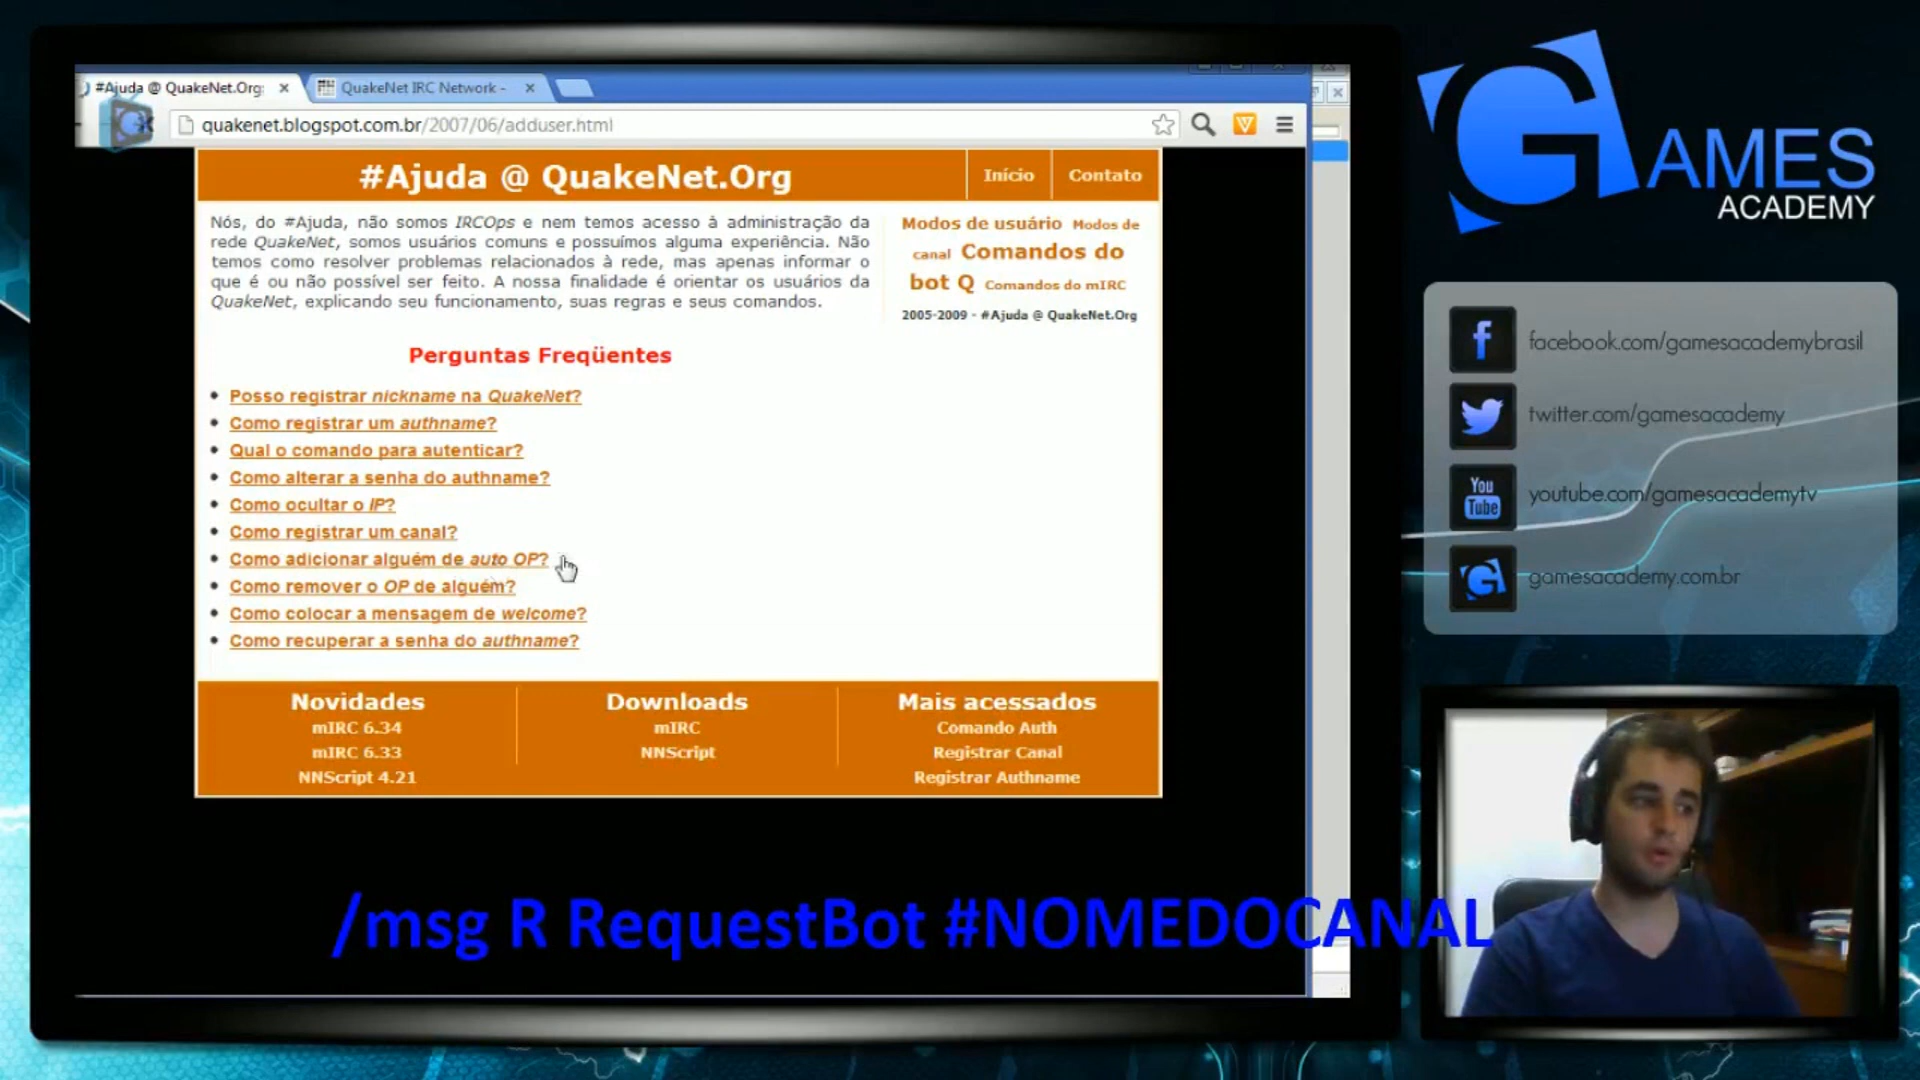 #Ajuda @ QuakeNet.Org:
QuakeNet IRC Network -
quakenet.blogspot.com.br/2007/06/adduser.html
#Ajuda @ QuakeNet.Org
Início
Contato
Nós, do #Ajuda, não somos IRCOps e nem temos acesso à administração da
rede QuakeNet, somos usuários comuns e possuímos alguma experiência. Não
temos como resolver problemas relacionados à rede, mas apenas informar o
que é ou não possível ser feito. A nossa finalidade é orientar os usuários da
QuakeNet, explicando seu funcionamento, suas regras e seus comandos.
Modos de usuário Modos de
canal Comandos do
bot Q Comandos do mIRC
2005-2009 - #Ajuda @ QuakeNet.Org
Perguntas Freqüentes
Posso registrar nickname na QuakeNet?
Como registrar um authname?
Qual o comando para autenticar?
Como alterar a senha do authname?
Como ocultar o IP?
Como registrar um canal?
Como adicionar alguém de auto OP?
Como remover o OP de alguém?
Como colocar a mensagem de welcome?
Como recuperar a senha do authname?
Novidades
mIRC 6.34
mIRC 6.33
NNScript 4.21
Downloads
mIRC
NNScript
Mais acessados
Comando Auth
Registrar Canal
Registrar Authname
/msg R RequestBot #NOMEDOCANAL
GAMES
ACADEMY
facebook.com/gamesacademybrasil
twitter.com/gamesacademy
You
Tube
youtube.com/gamesacademytv
gamesacademy.com.br